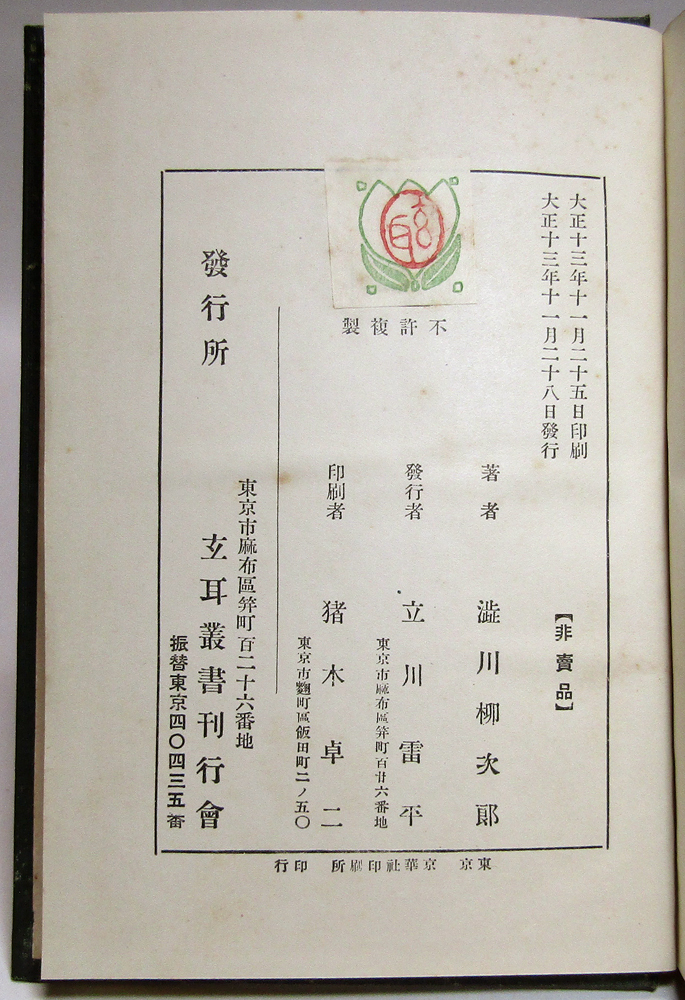 大正十三年十一月二十五日印刷
大正十三年十一月二十八日發行
【非賣品】
不許複製
著者　澁川柳次郎
發行者　立川雷平
東京市麻布區笄町百廿六番地
印刷者　猪木卓二
東京市麴町區飯田町二ノ五〇
東京市麻布區笄町百二十六番地
發行所　玄耳叢書刊行會
振替東京四〇四三五番
東京　京華社印刷所　印行
玄耳